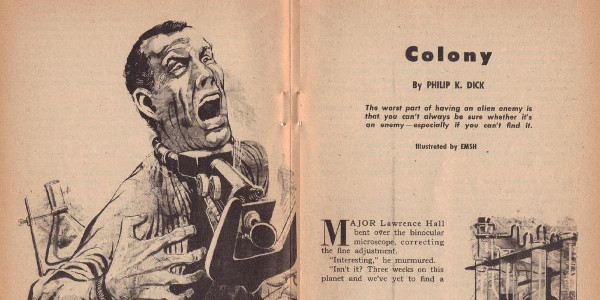 Colony
By PHILIP K. DICK
The worst part of having an alien enemy is
that you can't always be sure whether it's
an enemy—especially if you can't find it.
Illustrated by EMSH
MAJOR Lawrence Hall
bent over the binocular
microscope, correcting
the fine adjustment.
"Interesting," he murmured.
"Isn't it? Three weeks on this
planet and we've yet to find a